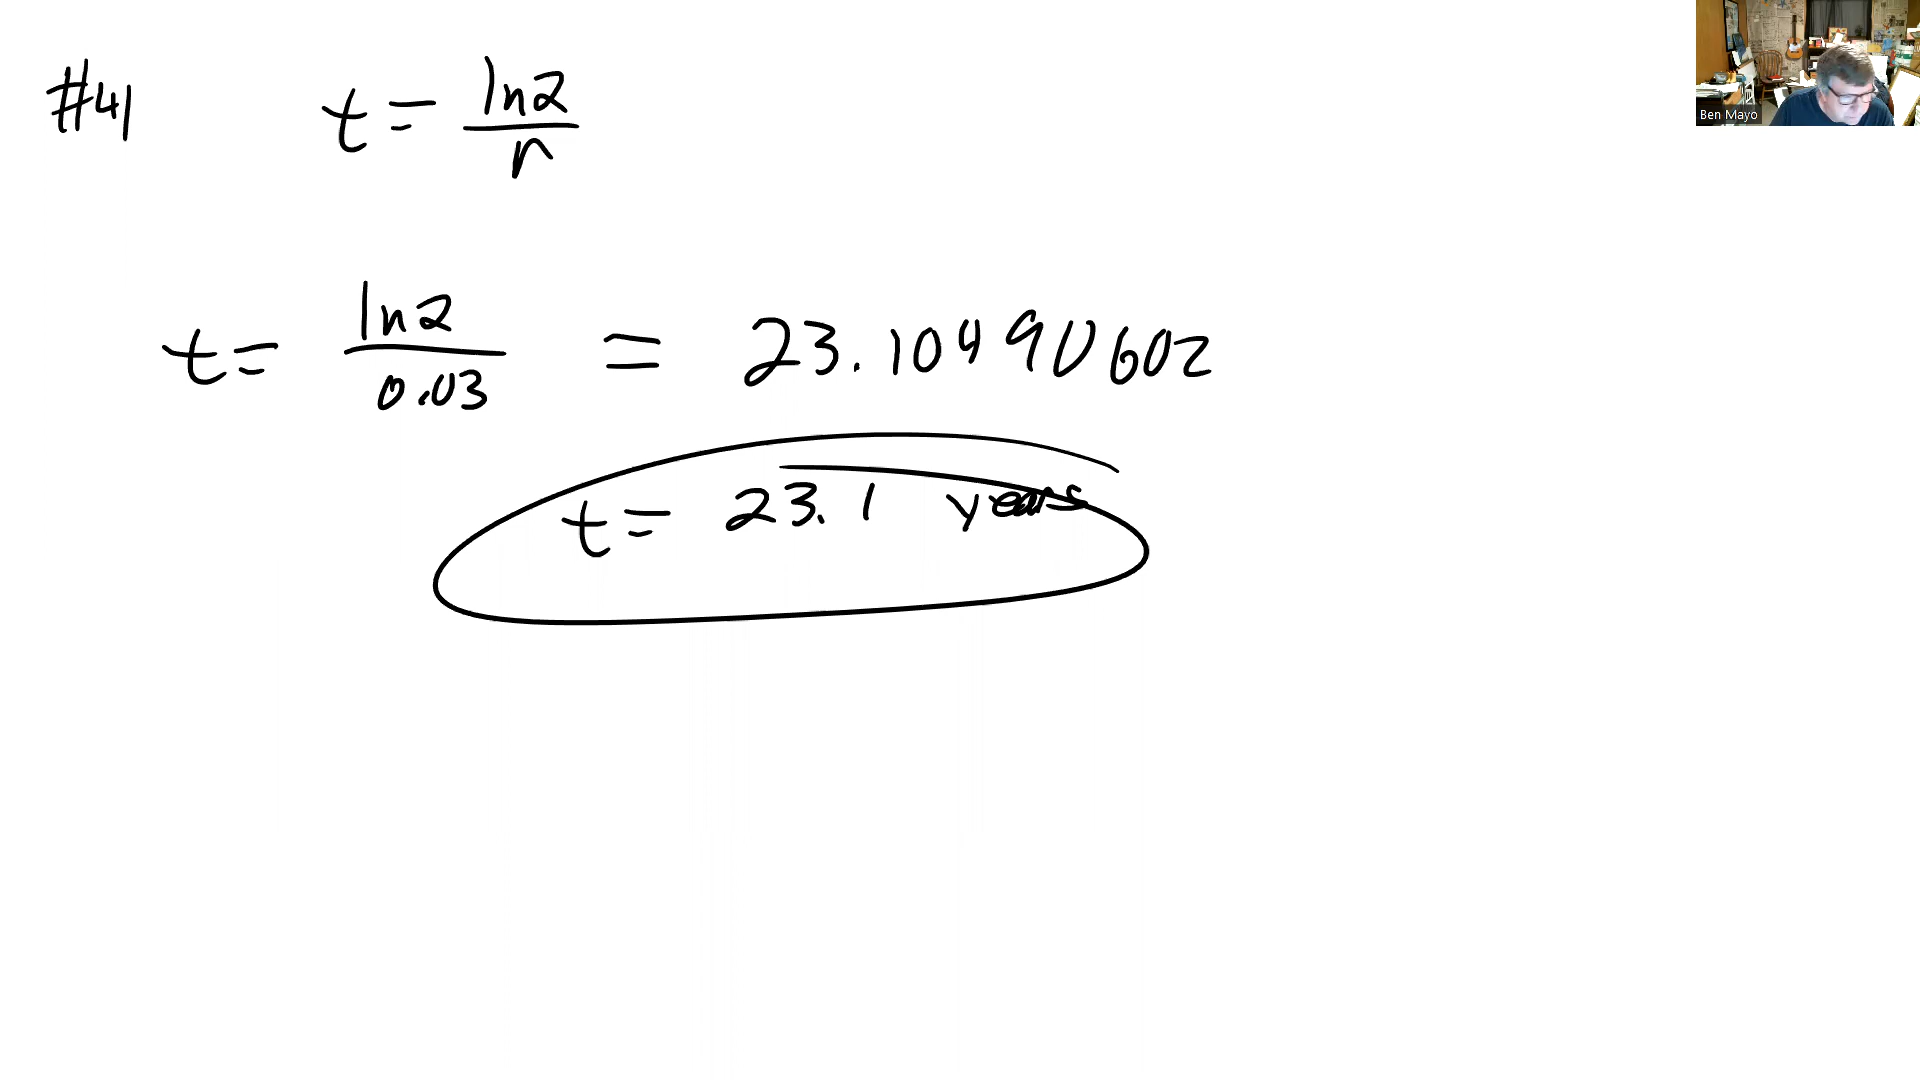 #41 t = ln2/r
t = ln2/0.03 = 23.10490602
t = 23.1 years
Ben Mayo